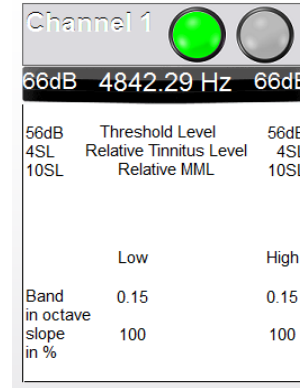 Channel 1
66dB 4842.29 Hz 66dB
56dB Threshold Level 56dB
4SL Relative Tinnitus Level 4SL
10SL Relative MML 10SL
Low High
Band 0.15 0.15
in octave
slope 100 100
in %